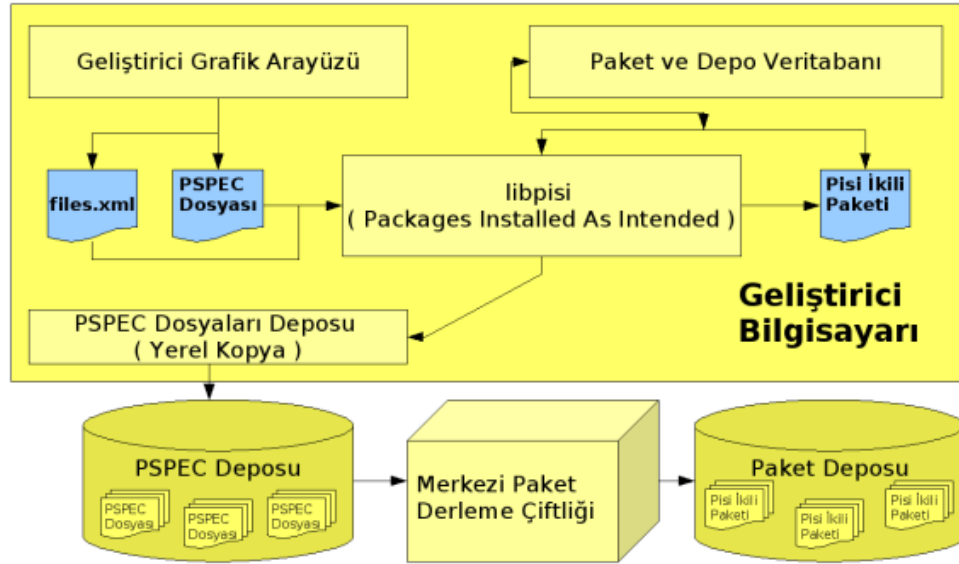 Geliştirici Grafik Arayüzü
Paket ve Depo Veritabanı
files.xml
PSPEC
Dosyası
libpisi
( Packages Installed As Intended )
Pisi İkili
Paketi
Geliştirici
Bilgisayarı
PSPEC Dosyaları Deposu
( Yerel Kopya )
PSPEC Deposu
PSPEC
Dosyası
PSPEC
Dosyası
PSPEC
Dosyası
Merkezi Paket
Derleme Çiftliği
Paket Deposu
Pisi İkili
Paketi
Pisi İkili
Paketi
Pisi İkili
Paketi